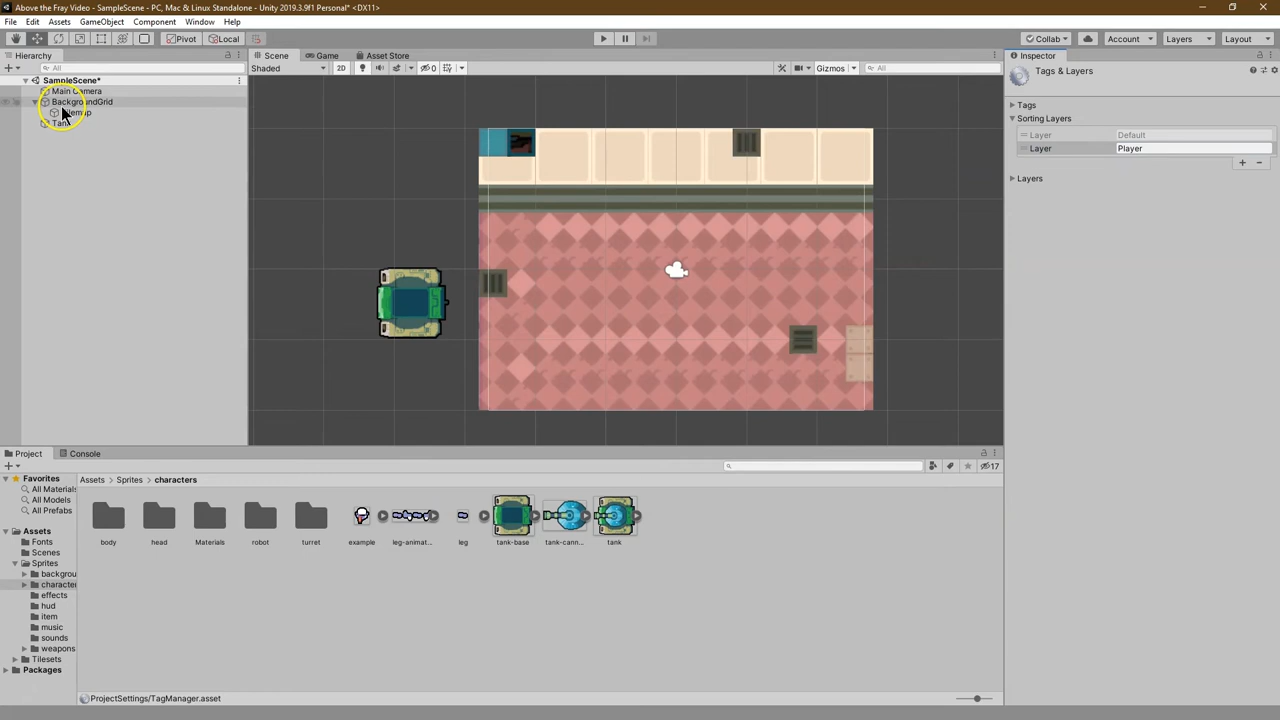 Above the Fray Video - SampleScene - PC, Mac & Linux Standalone - Unity 2019.3.9f1 Personal* <DX11>
File Edit Assets GameObject Component Window Help
Pivot Local Collab Account Layers Layout
Hierarchy Scene Game Asset Store Inspector
All Shaded 2D 0 Gizmos All Tags & Layers
SampleScene*
Main Camera
BackgroundGrid
Tags
Sorting Layers
Layer Default
Layer Player
Layers
Project Console
17
Favorites
All Materials
All Models
All Prefabs
Assets Sprites characters
Assets
Fonts
Scenes
Sprites
backgrou
character
effects
hud
item
music
sounds
weapons
Tilesets
Packages
body head Materials robot turret example leg-animat... leg tank-base tank-cann... tank
ProjectSettings/TagManager.asset